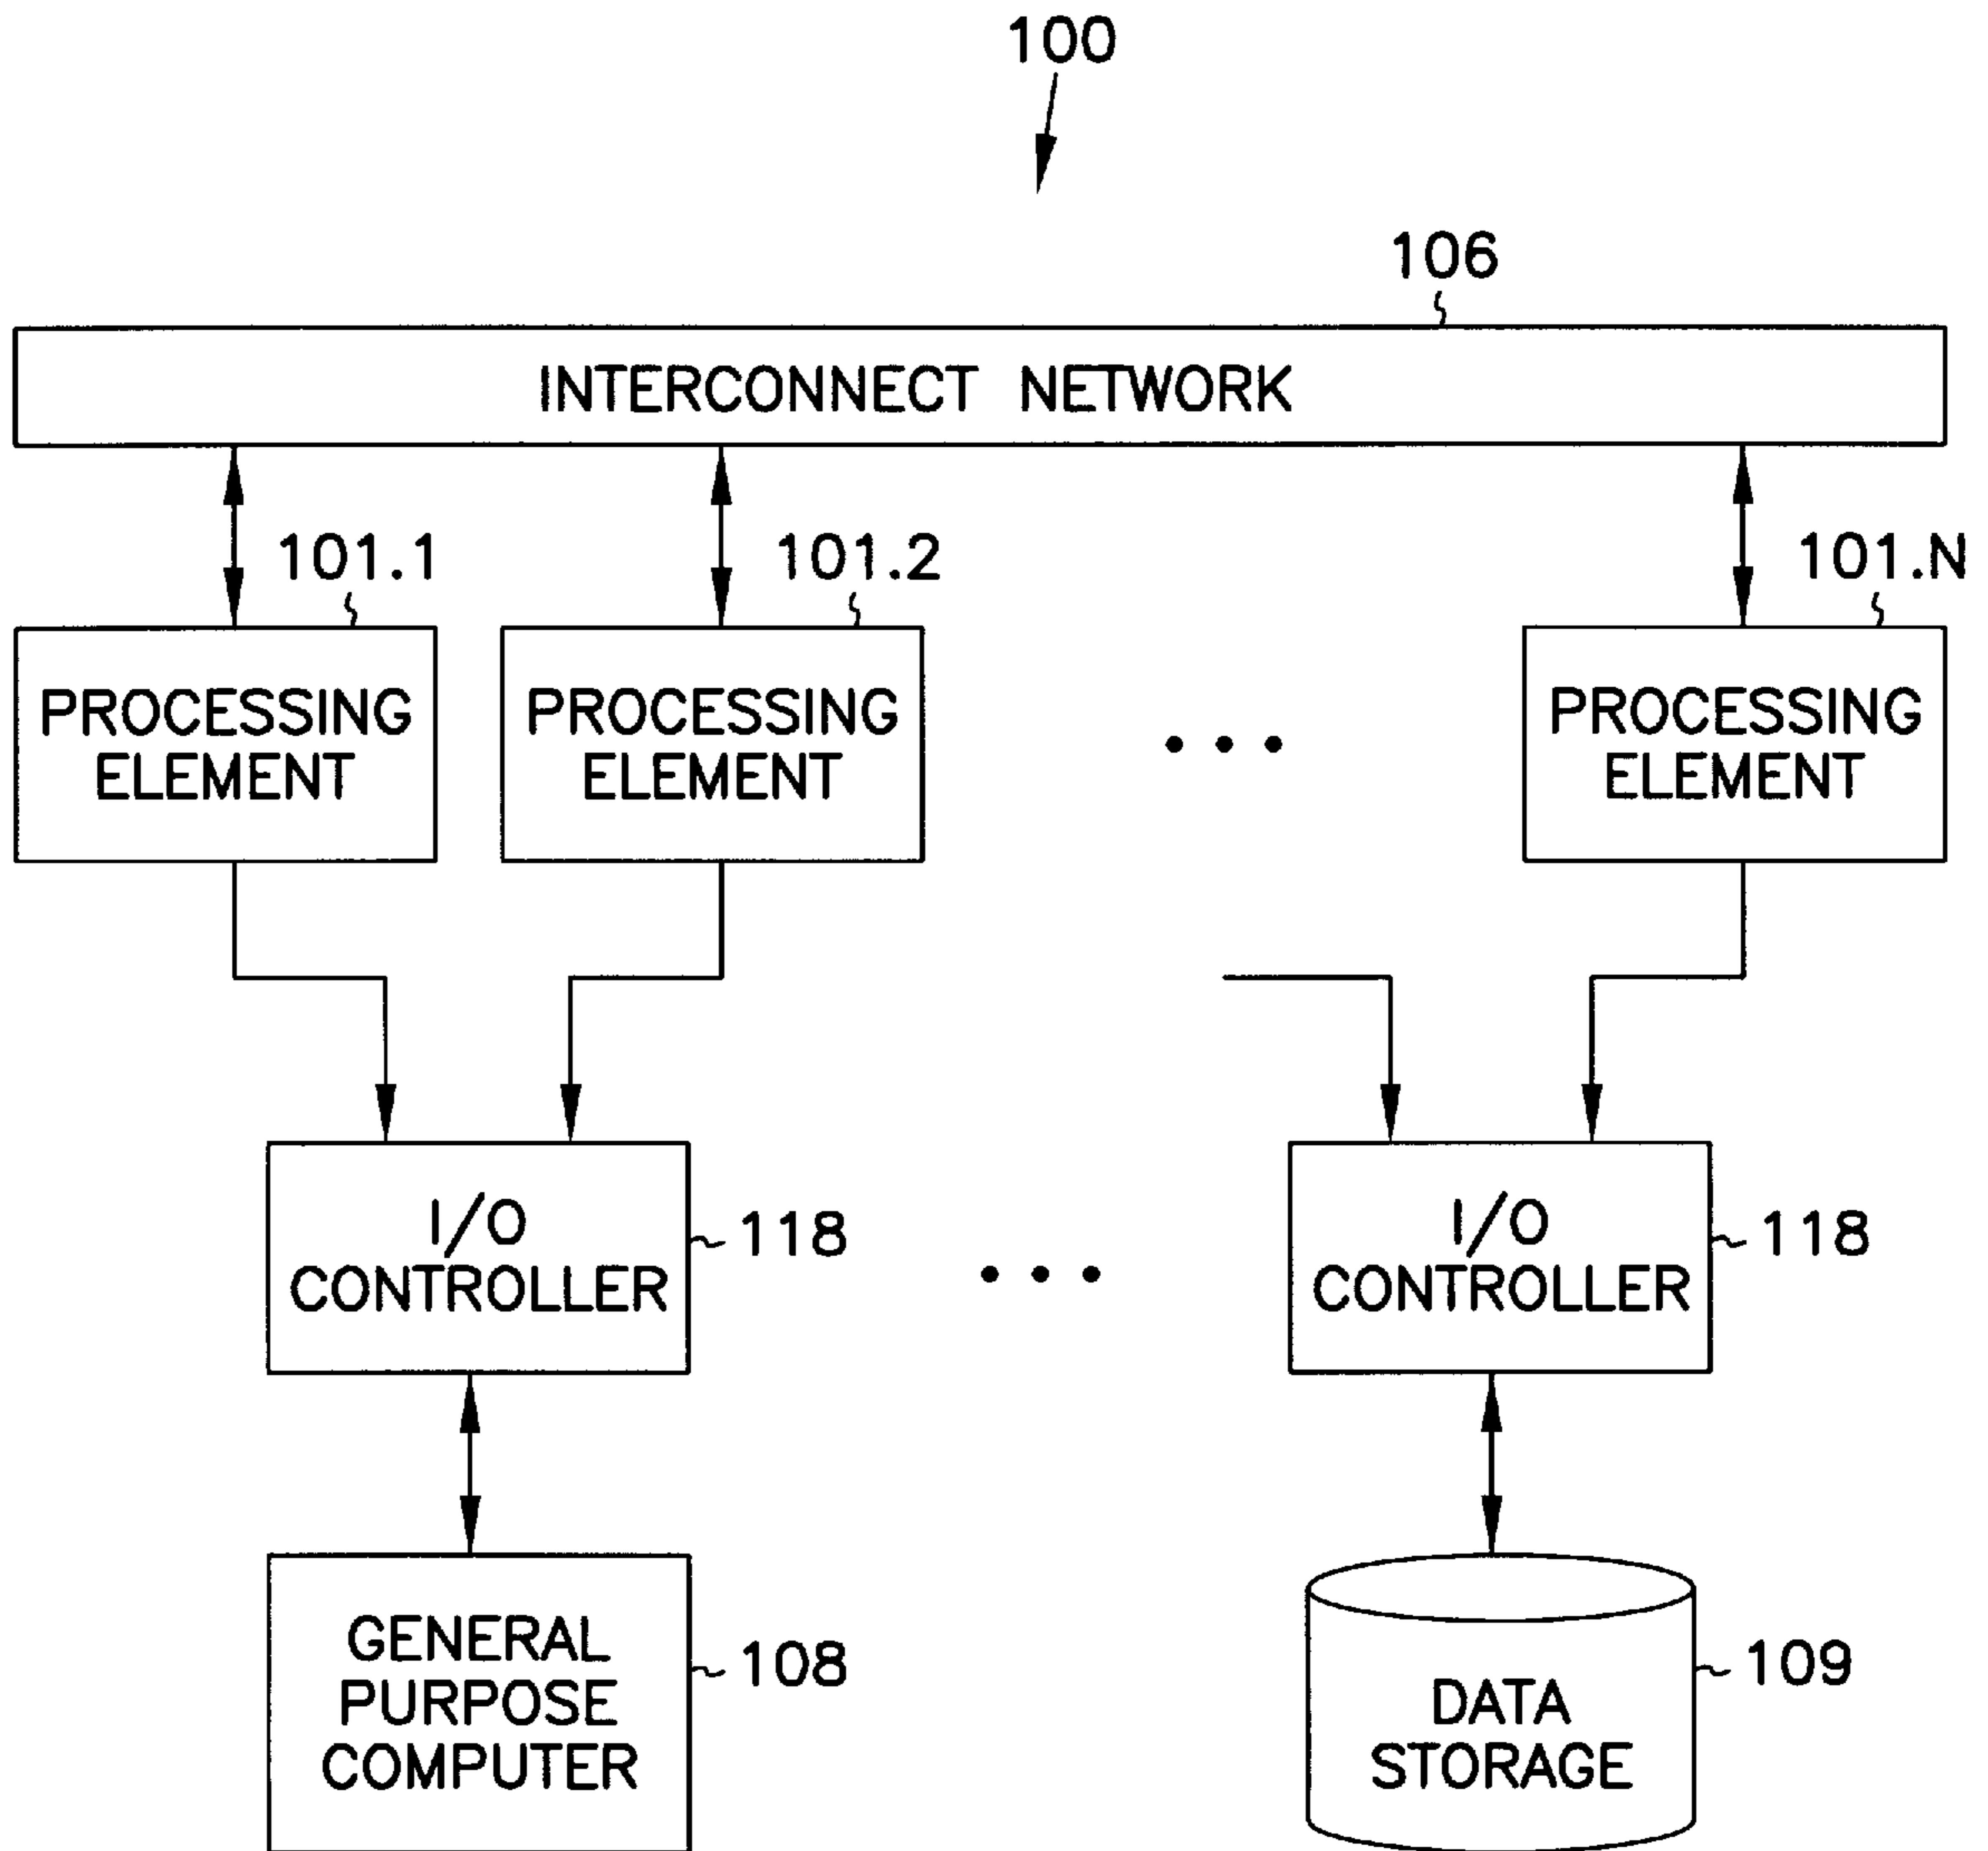 100
106
INTERCONNECT NETWORK
101.1
101.2
101.N
PROCESSING
ELEMENT
PROCESSING
ELEMENT
• • •
PROCESSING
ELEMENT
I/O
CONTROLLER
118
• • •
I/O
CONTROLLER
118
GENERAL
PURPOSE
COMPUTER
108
DATA
STORAGE
109